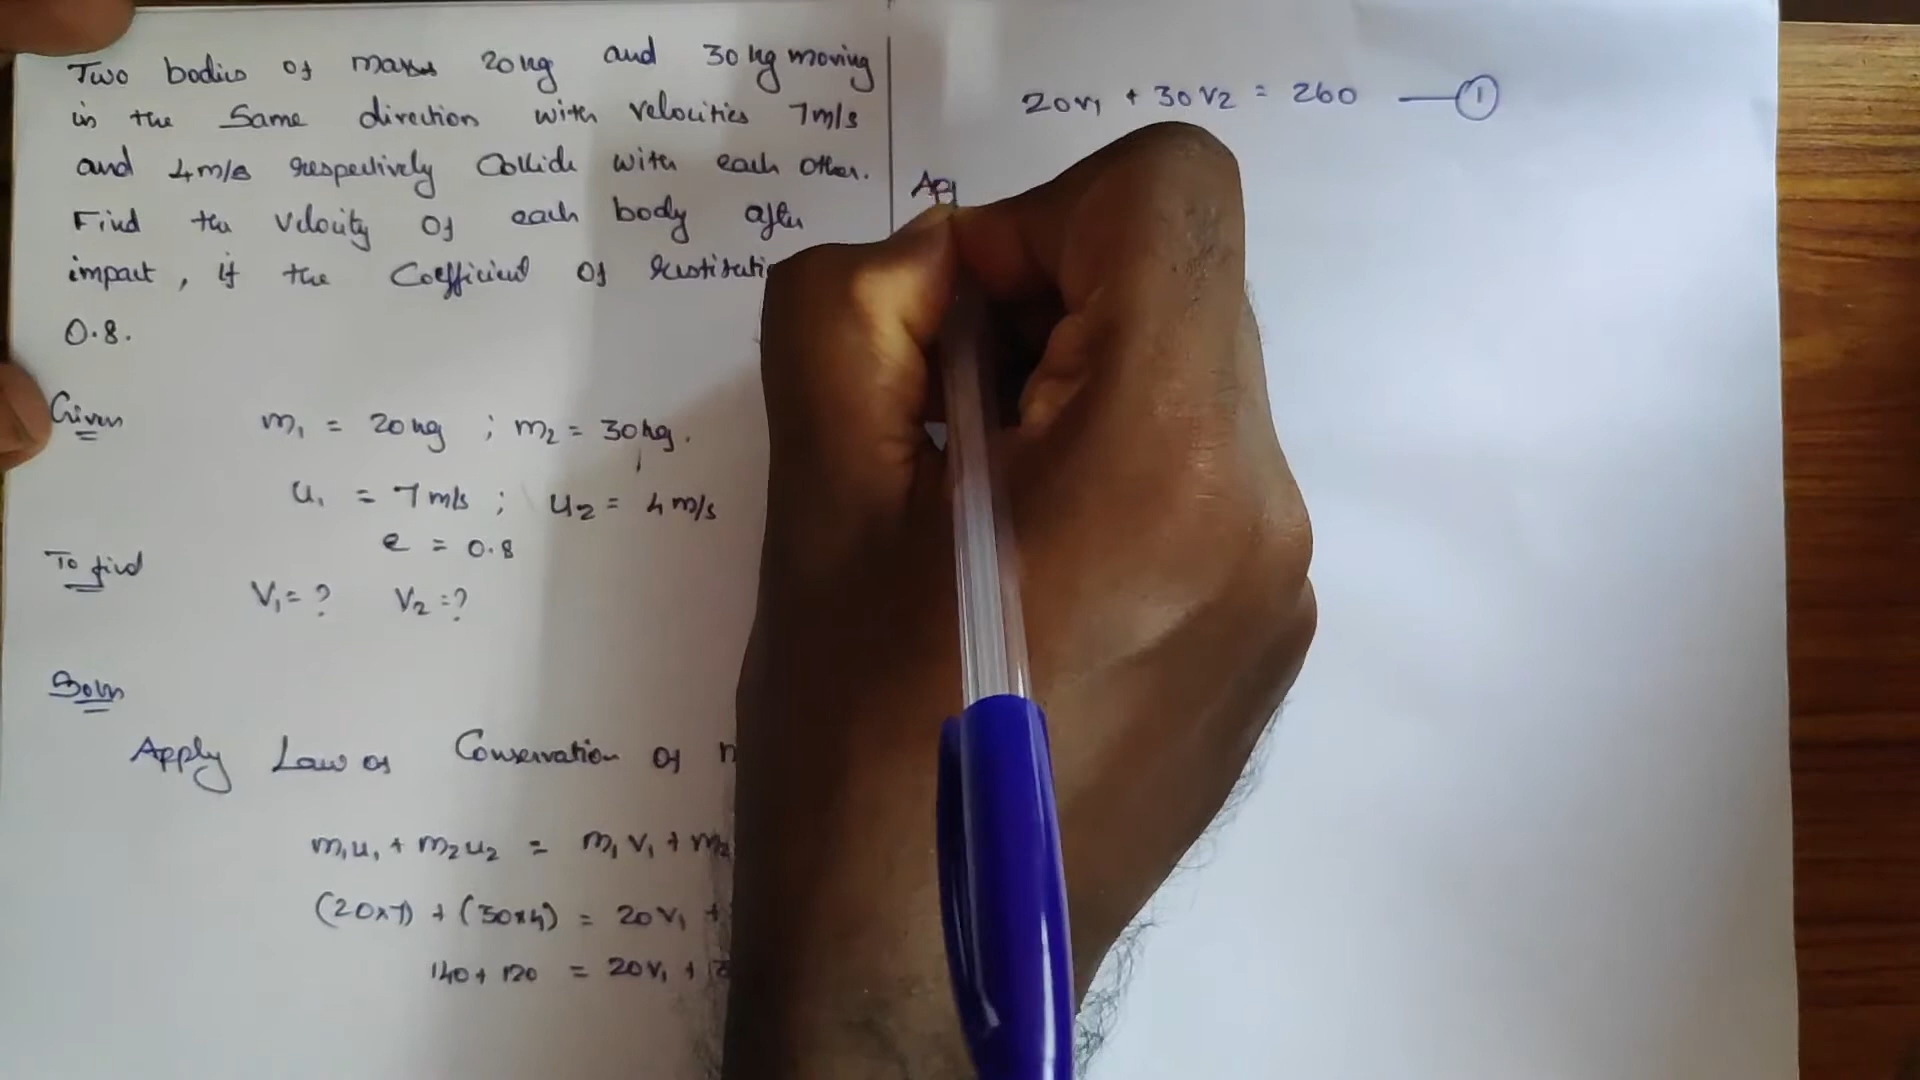 Two bodies of mass 20kg and 30kg moving
in the same direction with velocities 7m/s
and 4m/s respectively Collide with each other.
Find the velocity of each body after
impact, if the Coefficient of
0.8.
Given
m₁ = 20kg ; m₂ = 30kg.
u₁ = 7m/s ; u₂ = 4m/s
e = 0.8
To find
V₁=? V₂=?
Soln
Apply Law of Conservation of
m₁u₁ + m₂u₂ = m₁v₁ + m₂
(20×7) + (30×4) = 20v₁ +
140 + 120 = 20v₁ +
20v₁ + 30v₂ = 260 —①